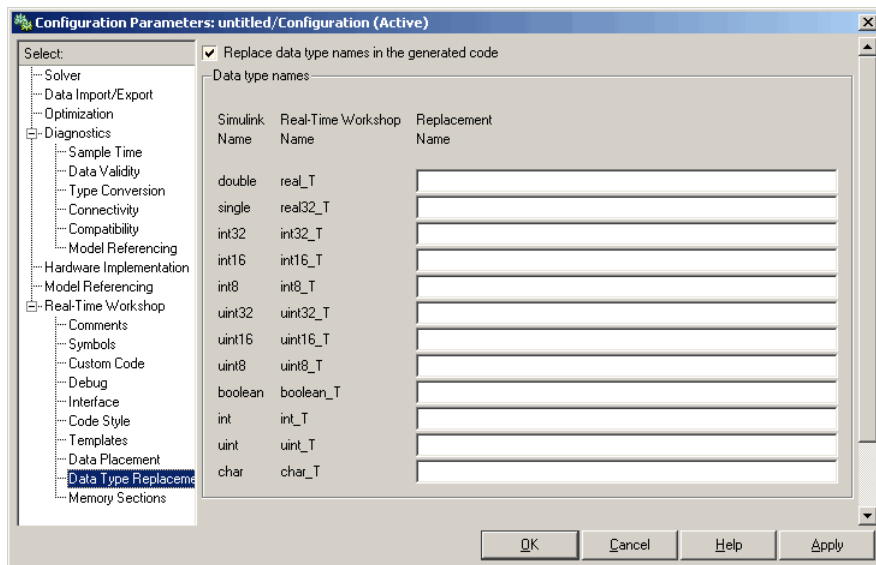 Configuration Parameters: untitled/Configuration (Active)
Select:
Solver
Data Import/Export
Optimization
Diagnostics
Sample Time
Data Validity
Type Conversion
Connectivity
Compatibility
Model Referencing
Hardware Implementation
Model Referencing
Real-Time Workshop
Comments
Symbols
Custom Code
Debug
Interface
Code Style
Templates
Data Placement
Data Type Replaceme
Memory Sections
Replace data type names in the generated code
Data type names
Simulink Real-Time Workshop Replacement
Name Name Name
double real_T
single real32_T
int32 int32_T
int16 int16_T
int8 int8_T
uint32 uint32_T
uint16 uint16_T
uint8 uint8_T
boolean boolean_T
int int_T
uint uint_T
char char_T
OK Cancel Help Apply